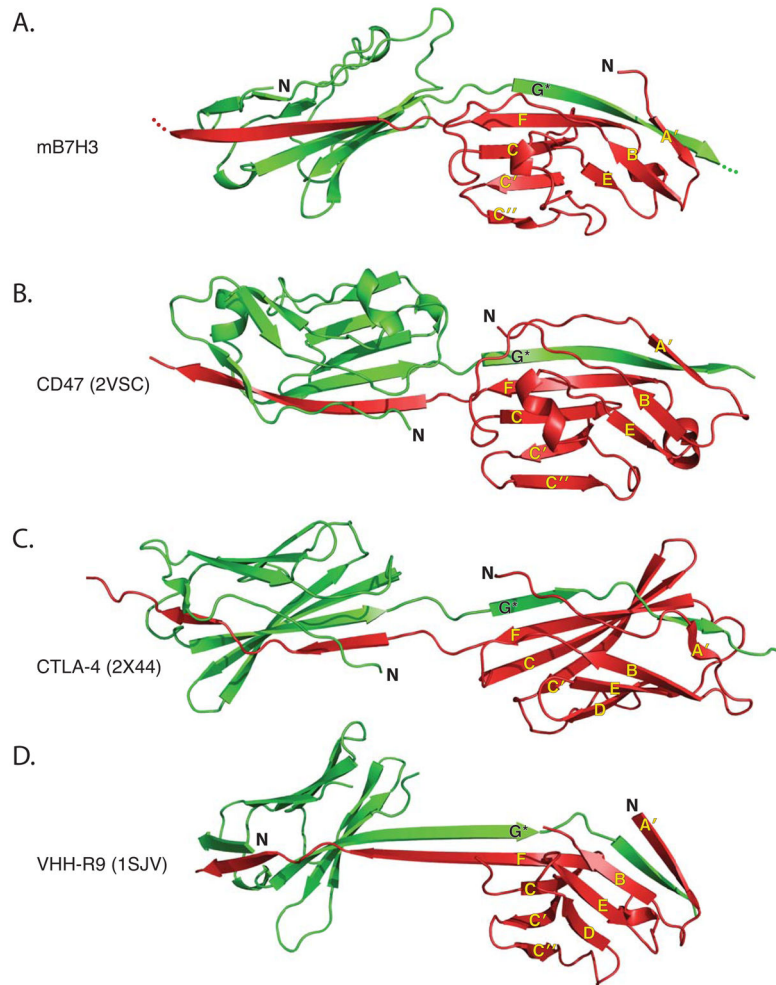 A.
N
N
G*
F
A′
C
B
C′
E
C′′
mB7H3
B.
N
A′
G*
F
B
C
E
N
C′
C′′
CD47 (2VSC)
C.
N
G*
F
A′
C
B
C′
E
D
N
CTLA-4 (2X44)
D.
N
A′
G*
N
F
B
C
E
C′
D
C′′
VHH-R9 (1SJV)